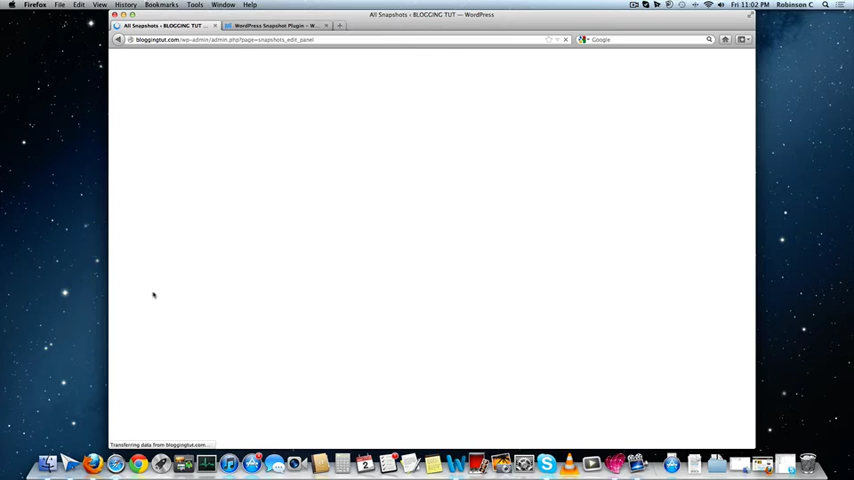 Firefox File Edit View History Bookmarks Tools Window Help
Fri 11:02 PM Robinson C
All Snapshots ‹ BLOGGING TUT — WordPress
All Snapshots ‹ BLOGGING TUT ...
WordPress Snapshot Plugin – W...
bloggingtut.com/wp-admin/admin.php?page=snapshots_edit_panel
Google
Transferring data from bloggingtut.com...
2